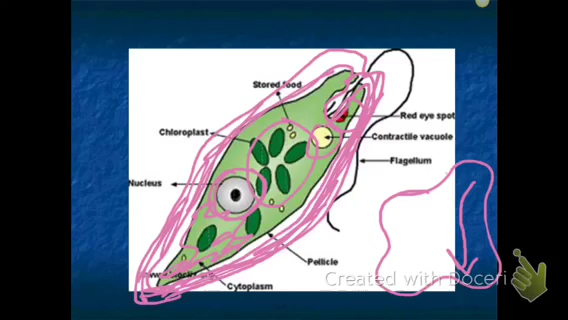 Stored food
Red eye spot
Chloroplast
Contractile vacuole
Flagellum
Nucleus
Pellicle
Cytoplasm
Created with Doceri